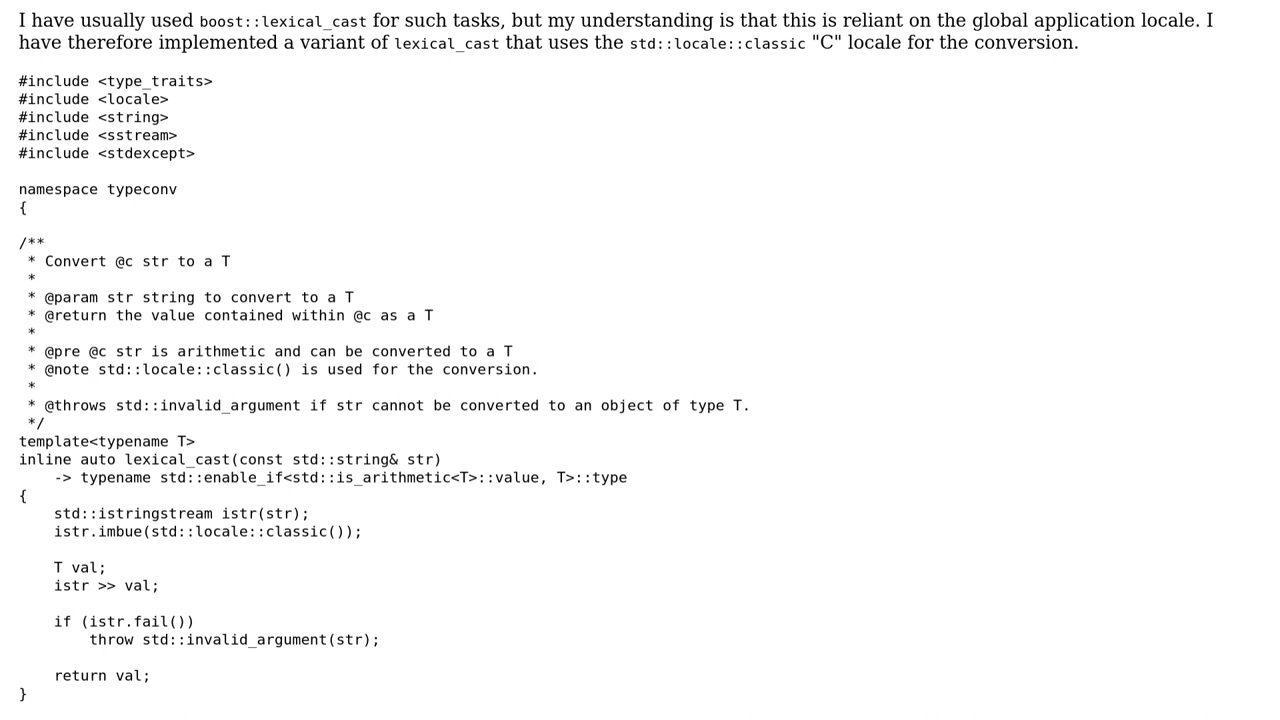 I have usually used boost::lexical_cast for such tasks, but my understanding is that this is reliant on the global application locale. I
have therefore implemented a variant of lexical_cast that uses the std::locale::classic "C" locale for the conversion.
#include <type_traits>
#include <locale>
#include <string>
#include <sstream>
#include <stdexcept>
namespace typeconv
{
/**
 * Convert @c str to a T
 *
 * @param str string to convert to a T
 * @return the value contained within @c as a T
 *
 * @pre @c str is arithmetic and can be converted to a T
 * @note std::locale::classic() is used for the conversion.
 *
 * @throws std::invalid_argument if str cannot be converted to an object of type T.
 */
template<typename T>
inline auto lexical_cast(const std::string& str)
    -> typename std::enable_if<std::is_arithmetic<T>::value, T>::type
{
    std::istringstream istr(str);
    istr.imbue(std::locale::classic());
    T val;
    istr >> val;
    if (istr.fail())
        throw std::invalid_argument(str);
    return val;
}